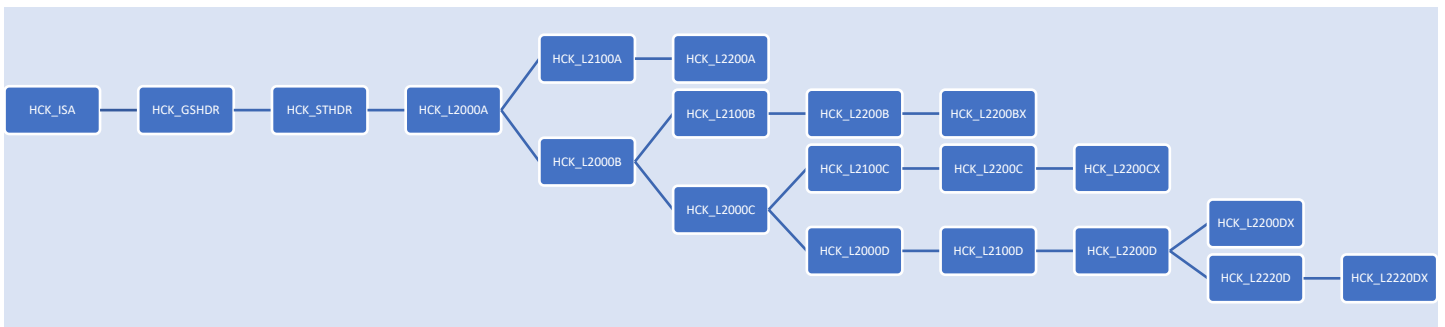 HCK_ISA
HCK_GSHDR
HCK_STHDR
HCK_L2000A
HCK_L2100A
HCK_L2200A
HCK_L2000B
HCK_L2100B
HCK_L2200B
HCK_L2200BX
HCK_L2000C
HCK_L2100C
HCK_L2200C
HCK_L2200CX
HCK_L2000D
HCK_L2100D
HCK_L2200D
HCK_L2200DX
HCK_L2220D
HCK_L2220DX